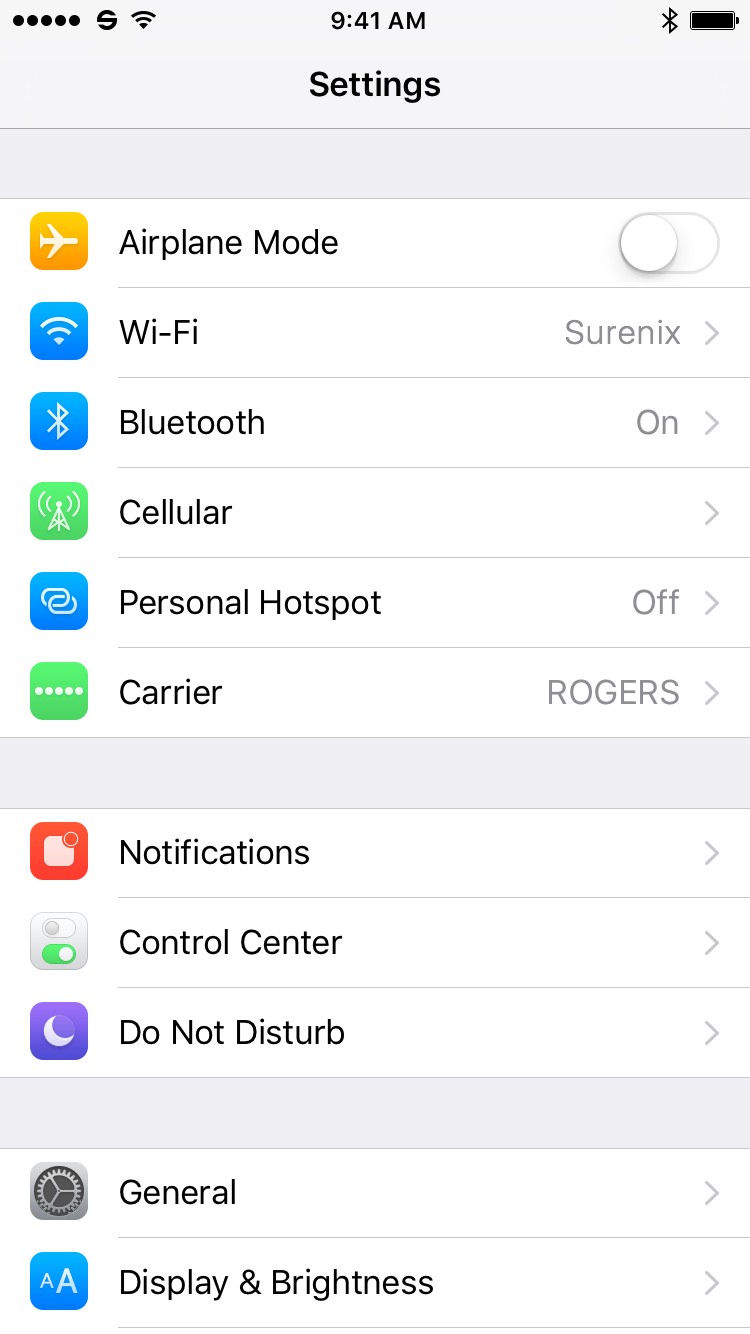 9:41 AM
Settings
Airplane Mode
Wi-Fi Surenix
Bluetooth On
Cellular
Personal Hotspot Off
Carrier ROGERS
Notifications
Control Center
Do Not Disturb
General
AA Display & Brightness